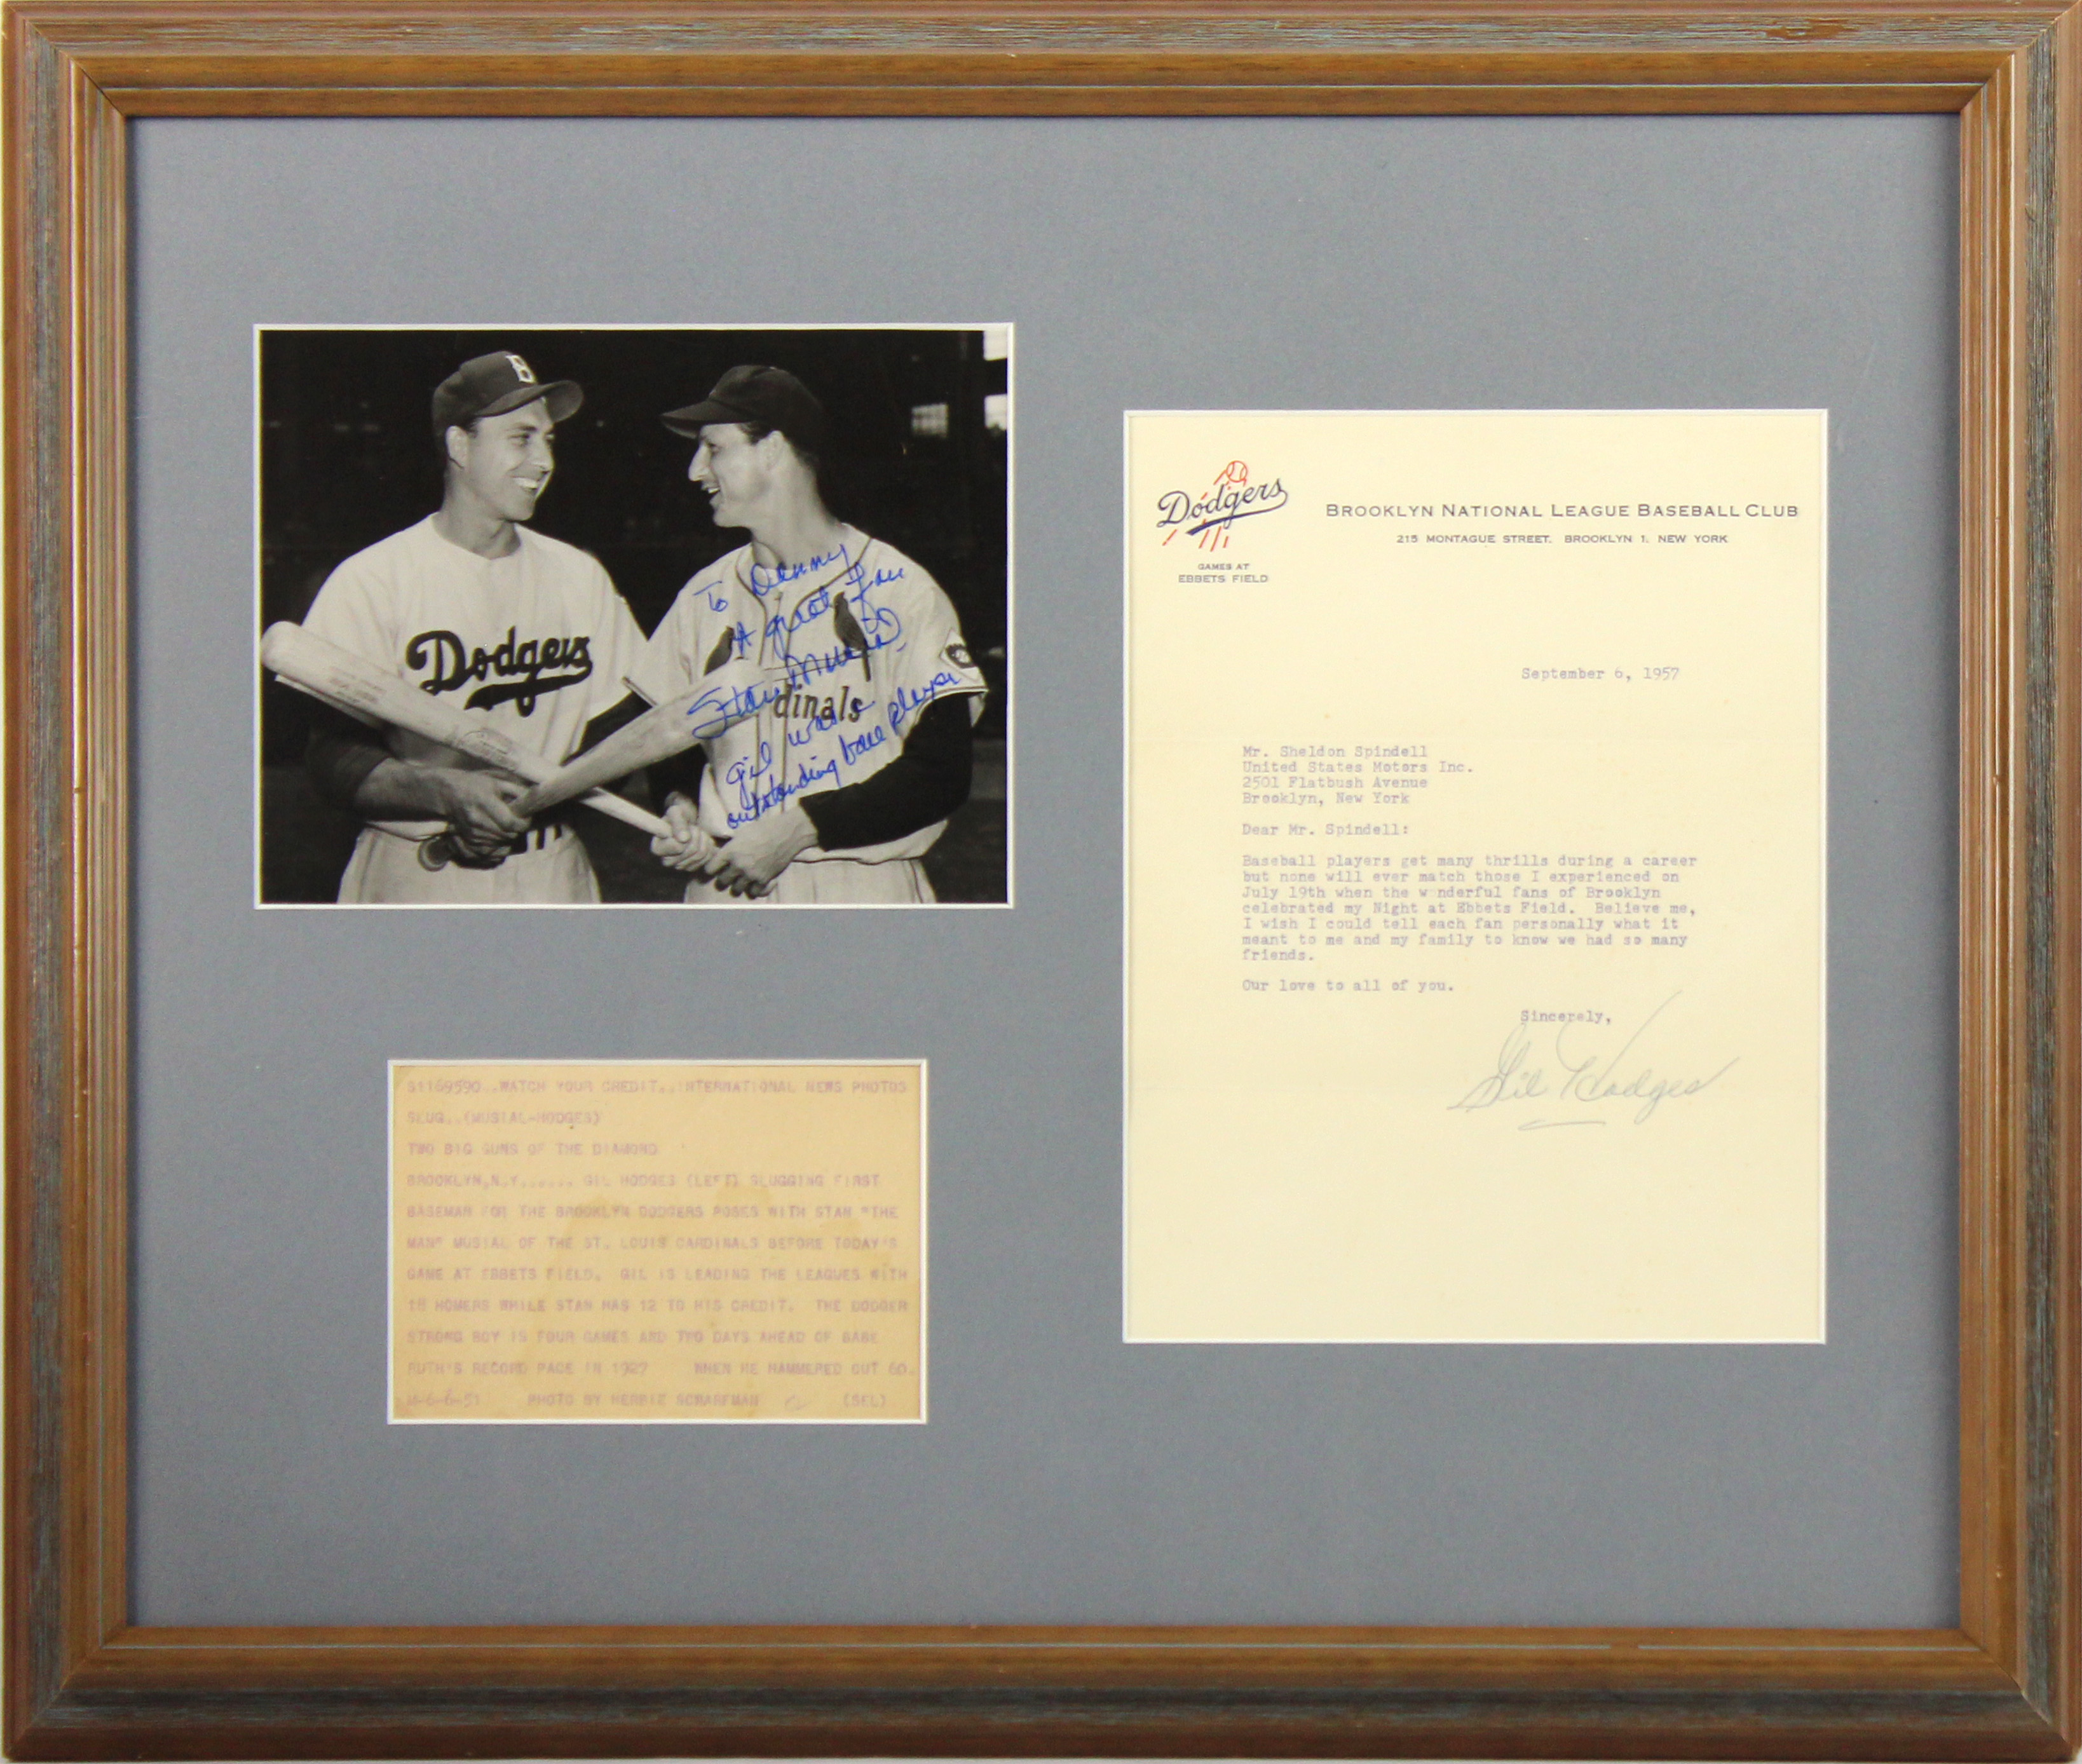 B
Dodgers
dinals
To Danny
A great fan
Stan Musial
Gil was a
outstanding base player
S1169590..WATCH YOUR CREDIT..INTERNATIONAL NEWS PHOTOS
SLUG..(MUSIAL-HODGES)
TWO BIG GUNS OF THE DIAMOND
BROOKLYN,N.Y...... GIL HODGES (LEFT) SLUGGING FIRST
BASEMAN FOR THE BROOKLYN DODGERS POSES WITH STAN "THE
MAN" MUSIAL OF THE ST. LOUIS CARDINALS BEFORE TODAY'S
GAME AT EBBETS FIELD. GIL IS LEADING THE LEAGUES WITH
18 HOMERS WHILE STAN HAS 12 TO HIS CREDIT. THE DODGER
STRONG BOY IS FOUR GAMES AND TWO DAYS AHEAD OF BABE
RUTH'S RECORD PACE IN 1927 WHEN HE HAMMERED OUT 60.
6-6-51 PHOTO BY HERBIE SCHARFMAN (SEL)
Dodgers
GAMES AT
EBBETS FIELD
BROOKLYN NATIONAL LEAGUE BASEBALL CLUB
215 MONTAGUE STREET. BROOKLYN 1. NEW YORK
September 6, 1957
Mr. Sheldon Spindell
United States Motors Inc.
2501 Flatbush Avenue
Brooklyn, New York
Dear Mr. Spindell:
Baseball players get many thrills during a career
but none will ever match those I experienced on
July 19th when the w nderful fans of Brooklyn
celebrated my Night at Ebbets Field. Believe me,
I wish I could tell each fan personally what it
meant to me and my family to know we had so many
friends.
Our love to all of you.
Sincerely,
Gil Hodges